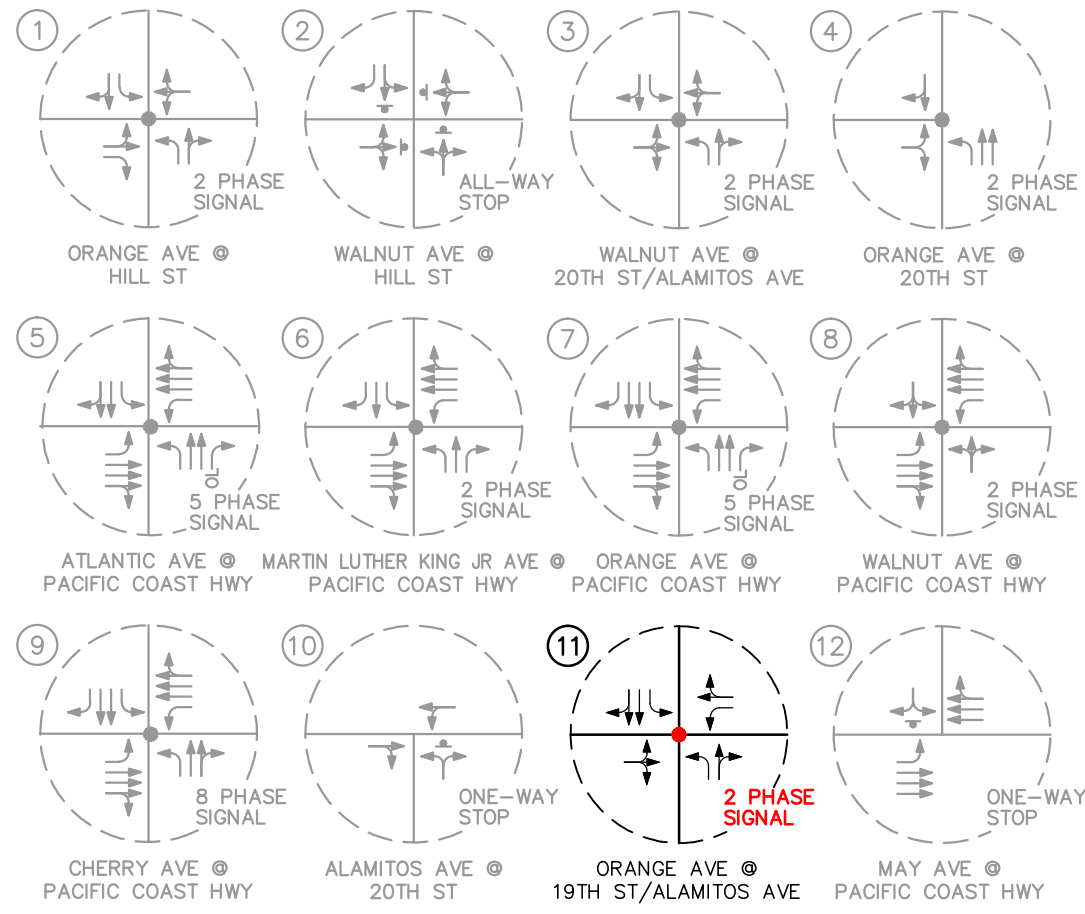 1
2 PHASE
SIGNAL
ORANGE AVE @
HILL ST
2
ALL-WAY
STOP
WALNUT AVE @
HILL ST
3
2 PHASE
SIGNAL
WALNUT AVE @
20TH ST/ALAMITOS AVE
4
2 PHASE
SIGNAL
ORANGE AVE @
20TH ST
5
OL
5 PHASE
SIGNAL
ATLANTIC AVE @
PACIFIC COAST HWY
6
2 PHASE
SIGNAL
MARTIN LUTHER KING JR AVE @
PACIFIC COAST HWY
7
OL
5 PHASE
SIGNAL
ORANGE AVE @
PACIFIC COAST HWY
8
2 PHASE
SIGNAL
WALNUT AVE @
PACIFIC COAST HWY
9
8 PHASE
SIGNAL
CHERRY AVE @
PACIFIC COAST HWY
10
ONE-WAY
STOP
ALAMITOS AVE @
20TH ST
11
2 PHASE
SIGNAL
ORANGE AVE @
19TH ST/ALAMITOS AVE
12
ONE-WAY
STOP
MAY AVE @
PACIFIC COAST HWY